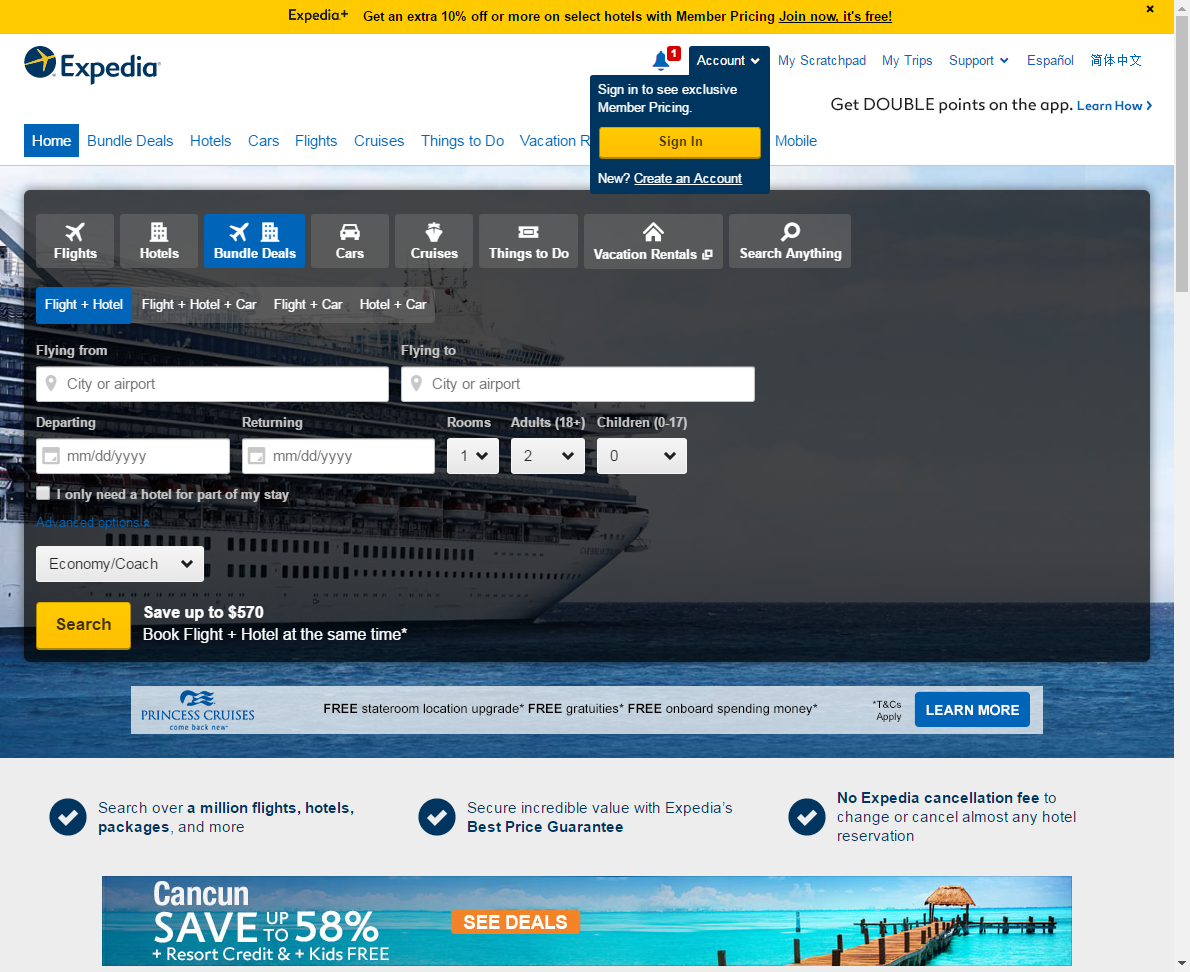 Expedia+ Get an extra 10% off or more on select hotels with Member Pricing Join now, it's free!
Expedia
1
Account
My Scratchpad
My Trips
Support
Español
简体中文
Sign in to see exclusive
Member Pricing.
Sign In
New? Create an Account
Get DOUBLE points on the app. Learn How
Home
Bundle Deals
Hotels
Cars
Flights
Cruises
Things to Do
Vacation R
Mobile
Flights
Hotels
Bundle Deals
Cars
Cruises
Things to Do
Vacation Rentals
Search Anything
Flight + Hotel
Flight + Hotel + Car
Flight + Car
Hotel + Car
Flying from
Flying to
City or airport
City or airport
Departing
Returning
Rooms
Adults (18+)
Children (0-17)
mm/dd/yyyy
mm/dd/yyyy
1
2
0
I only need a hotel for part of my stay
Advanced options
Economy/Coach
Search
Save up to $570
Book Flight + Hotel at the same time*
PRINCESS CRUISES
come back new
FREE stateroom location upgrade* FREE gratuities* FREE onboard spending money*
*T&Cs
Apply
LEARN MORE
Search over a million flights, hotels,
packages, and more
Secure incredible value with Expedia's
Best Price Guarantee
No Expedia cancellation fee to
change or cancel almost any hotel
reservation
Cancun
SAVE UP TO 58%
+ Resort Credit & + Kids FREE
SEE DEALS